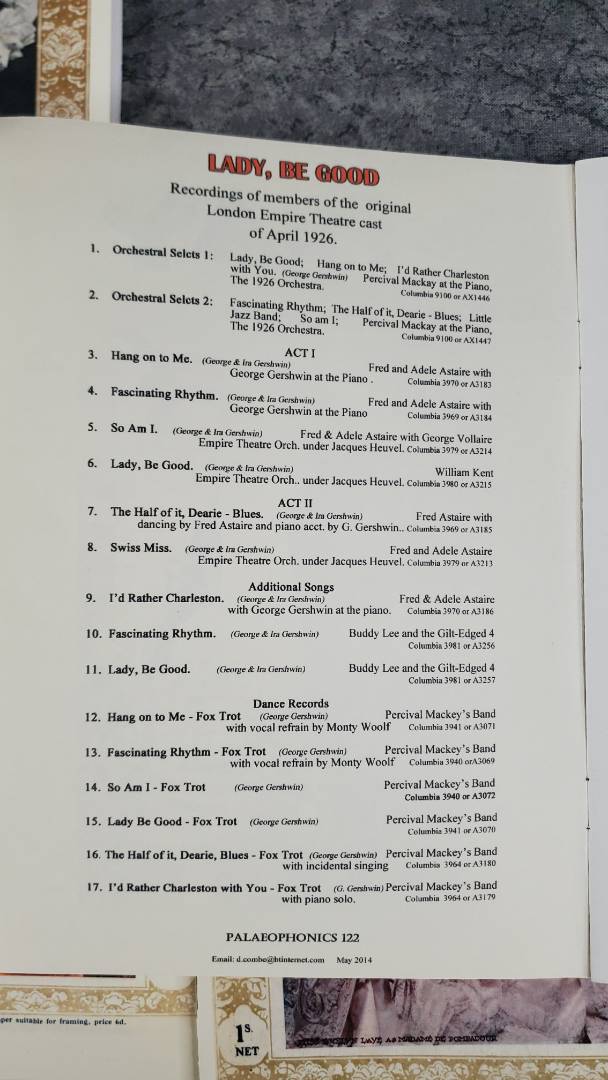 LADY, BE GOOD
Recordings of members of the original
London Empire Theatre cast
of April 1926.
1. Orchestral Selcts 1: Lady, Be Good; Hang on to Me; I'd Rather Charleston
with You. (George Gershwin) Percival Mackay at the Piano,
The 1926 Orchestra. Columbia 9100 or AX1446
2. Orchestral Selcts 2: Fascinating Rhythm; The Half of it, Dearie - Blues; Little
Jazz Band; So am I; Percival Mackay at the Piano,
The 1926 Orchestra. Columbia 9100 or AX1447
ACT I
3. Hang on to Me. (George & Ira Gershwin) Fred and Adele Astaire with
George Gershwin at the Piano . Columbia 3970 or A3183
4. Fascinating Rhythm. (George & Ira Gershwin) Fred and Adele Astaire with
George Gershwin at the Piano Columbia 3969 or A3184
5. So Am I. (George & Ira Gershwin) Fred & Adele Astaire with George Vollaire
Empire Theatre Orch. under Jacques Heuvel. Columbia 3979 or A3214
6. Lady, Be Good. (George & Ira Gershwin) William Kent
Empire Theatre Orch.. under Jacques Heuvel. Columbia 3980 or A3215
ACT II
7. The Half of it, Dearie - Blues. (George & Ira Gershwin) Fred Astaire with
dancing by Fred Astaire and piano acct. by G. Gershwin.. Columbia 3969 or A3185
8. Swiss Miss. (George & Ira Gershwin) Fred and Adele Astaire
Empire Theatre Orch. under Jacques Heuvel. Columbia 3979 or A3213
Additional Songs
9. I'd Rather Charleston. (George & Ira Gershwin) Fred & Adele Astaire
with George Gershwin at the piano. Columbia 3970 or A3186
10. Fascinating Rhythm. (George & Ira Gershwin) Buddy Lee and the Gilt-Edged 4
Columbia 3981 or A3256
11. Lady, Be Good. (George & Ira Gershwin) Buddy Lee and the Gilt-Edged 4
Columbia 3981 or A3257
Dance Records
12. Hang on to Me - Fox Trot (George Gershwin) Percival Mackey's Band
with vocal refrain by Monty Woolf Columbia 3941 or A3071
13. Fascinating Rhythm - Fox Trot (George Gershwin) Percival Mackey's Band
with vocal refrain by Monty Woolf Columbia 3940 orA3069
14. So Am I - Fox Trot (George Gershwin) Percival Mackey's Band
Columbia 3940 or A3072
15. Lady Be Good - Fox Trot (George Gershwin) Percival Mackey's Band
Columbia 3941 or A3070
16. The Half of it, Dearie, Blues - Fox Trot (George Gershwin) Percival Mackey's Band
with incidental singing Columbia 3964 or A3180
17. I'd Rather Charleston with You - Fox Trot (G. Gershwin) Percival Mackey's Band
with piano solo. Columbia 3964 or A3179
PALAEOPHONICS 122
Email: d.combe@btinternet.com May 2014
per suitable for framing, price 6d.
1S.
NET
LAYE AS MADAME DE POMPADOUR